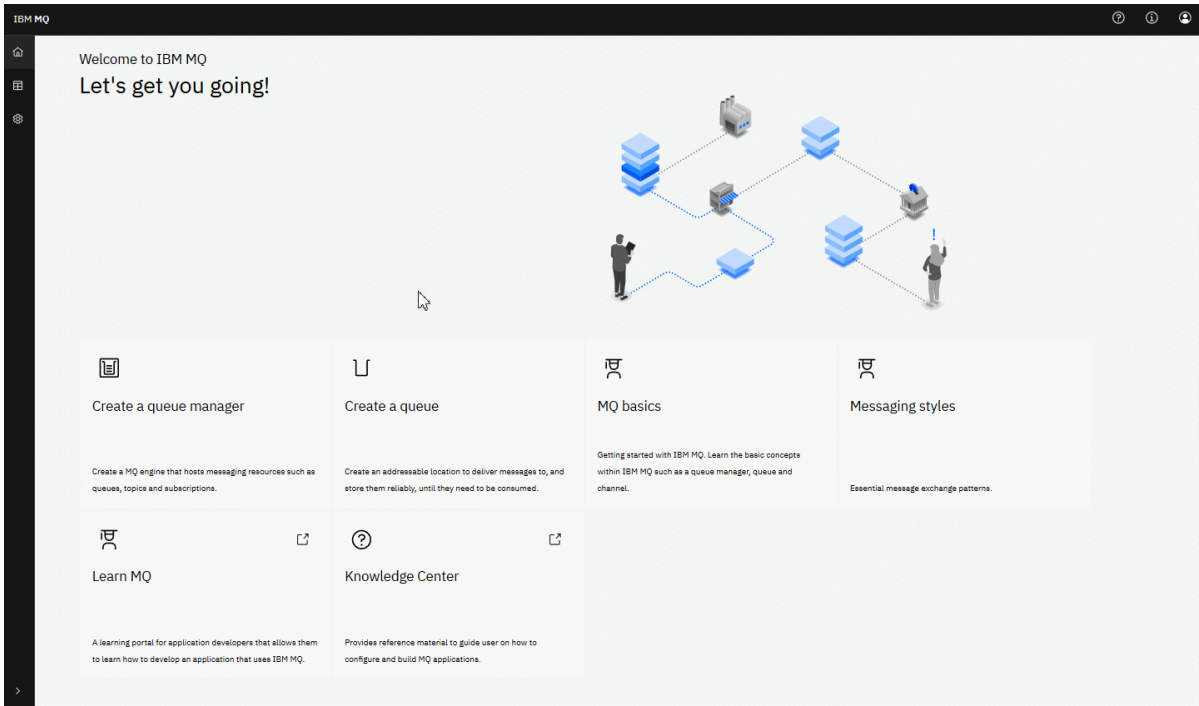 IBM MQ
Welcome to IBM MQ
Let's get you going!
!
Create a queue manager
Create a MQ engine that hosts messaging resources such as
queues, topics and subscriptions.
Create a queue
Create an addressable location to deliver messages to, and
store them reliably, until they need to be consumed.
MQ basics
Getting started with IBM MQ. Learn the basic concepts
within IBM MQ such as a queue manager, queue and
channel.
Messaging styles
Essential message exchange patterns.
Learn MQ
A learning portal for application developers that allows them
to learn how to develop an application that uses IBM MQ.
Knowledge Center
Provides reference material to guide user on how to
configure and build MQ applications.